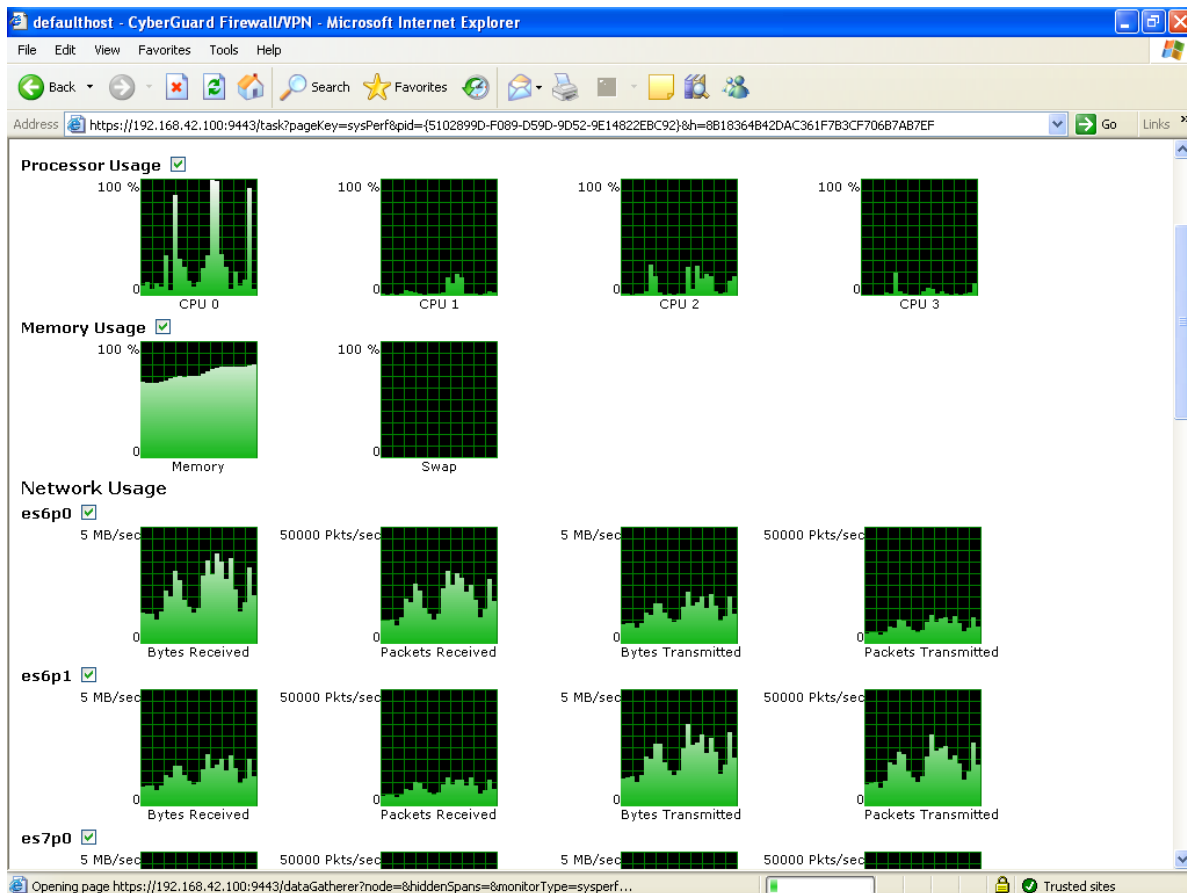 defaulthost - CyberGuard Firewall/VPN - Microsoft Internet Explorer
File Edit View Favorites Tools Help
Back Search Favorites
Address https://192.168.42.100:9443/task?pageKey=sysPerf&pid={5102899D-F089-D59D-9D52-9E14822EBC92}&h=8B18364B42DAC361F7B3CF706B7AB7EF Go Links »
Processor Usage
100 % 100 % 100 % 100 %
0 0 0 0
CPU 0 CPU 1 CPU 2 CPU 3
Memory Usage
100 % 100 %
0 0
Memory Swap
Network Usage
es6p0
5 MB/sec 50000 Pkts/sec 5 MB/sec 50000 Pkts/sec
0 0 0 0
Bytes Received Packets Received Bytes Transmitted Packets Transmitted
es6p1
5 MB/sec 50000 Pkts/sec 5 MB/sec 50000 Pkts/sec
0 0 0 0
Bytes Received Packets Received Bytes Transmitted Packets Transmitted
es7p0
5 MB/sec 50000 Pkts/sec 5 MB/sec 50000 Pkts/sec
Opening page https://192.168.42.100:9443/dataGatherer?node=&hiddenSpans=&monitorType=sysperf... Trusted sites